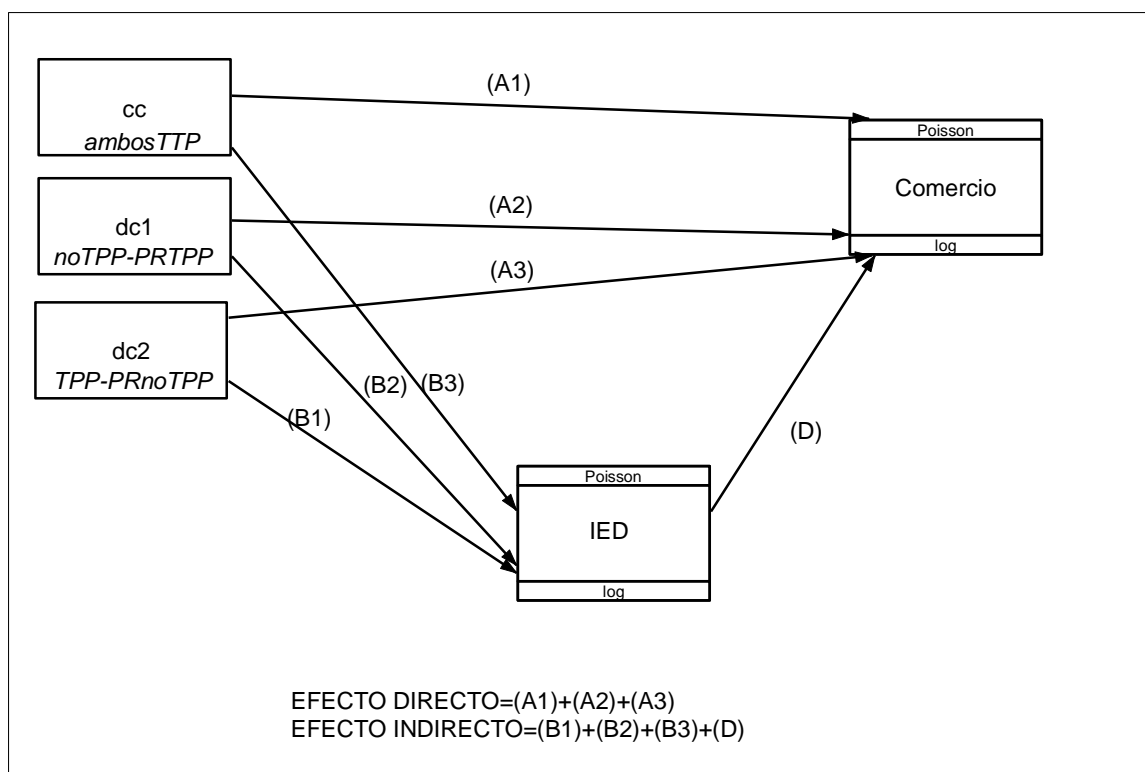 cc
ambosTTP
(A1)
Poisson
Comercio
log
dc1
noTPP-PRTPP
(A2)
(A3)
dc2
TPP-PRnoTPP
(B1)
(B2)
(B3)
(D)
Poisson
IED
log
EFECTO DIRECTO=(A1)+(A2)+(A3)
EFECTO INDIRECTO=(B1)+(B2)+(B3)+(D)